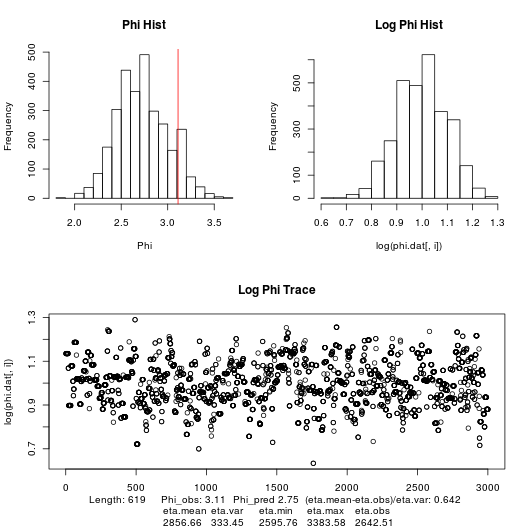 Phi Hist
Log Phi Hist
Frequency
0 100 200 300 400 500
2.0 2.5 3.0 3.5
Phi
Frequency
0 100 300 500
0.6 0.7 0.8 0.9 1.0 1.1 1.2 1.3
log(phi.dat[, i])
Log Phi Trace
log(phi.dat[, i])
0.7 0.9 1.1 1.3
0 500 1000 1500 2000 2500 3000
Length: 619 Phi_obs: 3.11 Phi_pred 2.75 (eta.mean-eta.obs)/eta.var: 0.642
eta.mean eta.var eta.min eta.max eta.obs
2856.66 333.45 2595.76 3383.58 2642.51